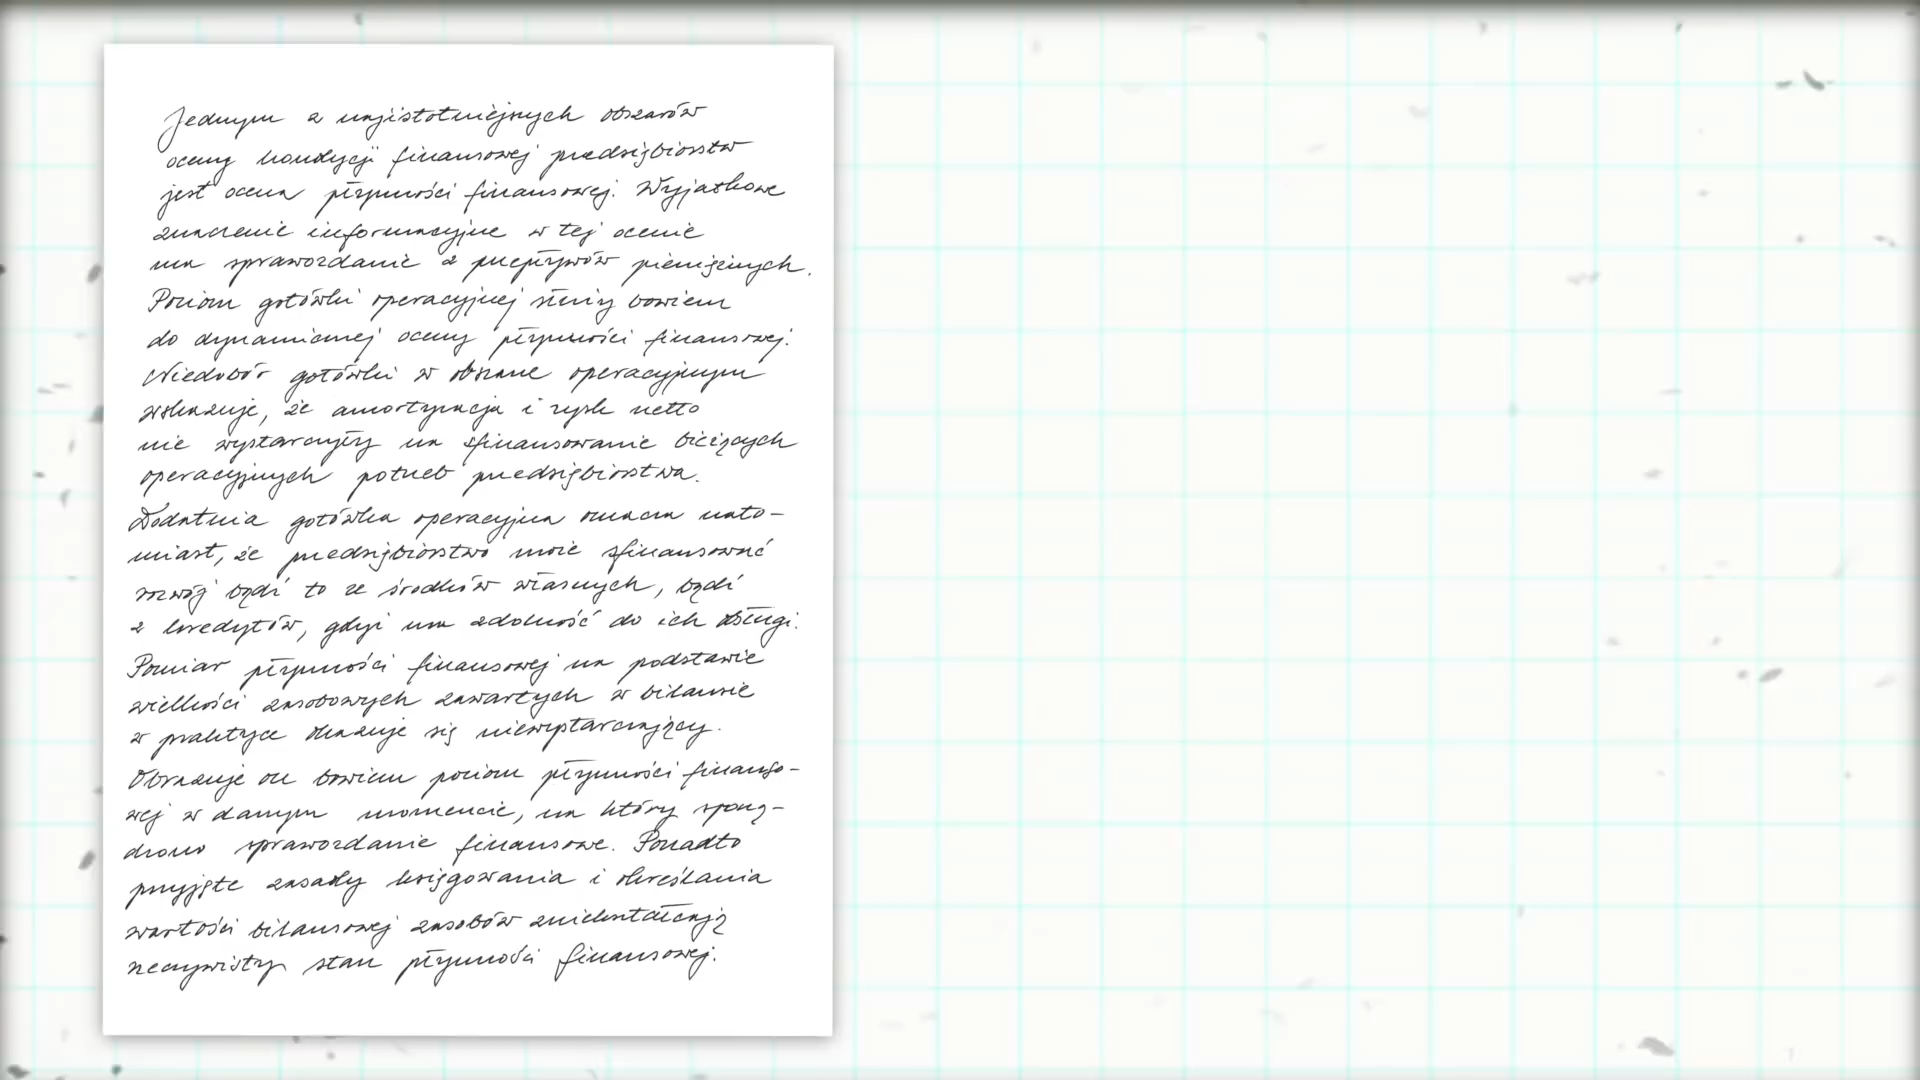 Jednym z najistotniejszych obszarów
oceny kondycji finansowej przedsiębiorstw
jest ocena płynności finansowej. Wyjątkowe
znaczenie informacyjne w tej ocenie
ma sprawozdanie z przepływów pieniężnych.
Poziom gotówki operacyjnej służy bowiem
do dynamicznej oceny płynności finansowej.
Niedobór gotówki w obszarze operacyjnym
wskazuje, że amortyzacja i zysk netto
nie wystarczyły na sfinansowanie bieżących
operacyjnych potrzeb przedsiębiorstwa.
Dodatnia gotówka operacyjna oznacza nato-
miast, że przedsiębiorstwo może sfinansować
rozwój bądź to ze środków własnych, bądź
z kredytów, gdyż ma zdolność do ich obsługi.
Pomiar płynności finansowej na podstawie
wielkości zasobowych zawartych w bilansie
w praktyce okazuje się niewystarczający.
Obrazuje on bowiem poziom płynności finanso-
wej w danym momencie, na który sporzą-
dzono sprawozdanie finansowe. Ponadto
przyjęte zasady księgowania i określania
wartości bilansowej zasobów zniekształcają
rzeczywisty stan płynności finansowej.